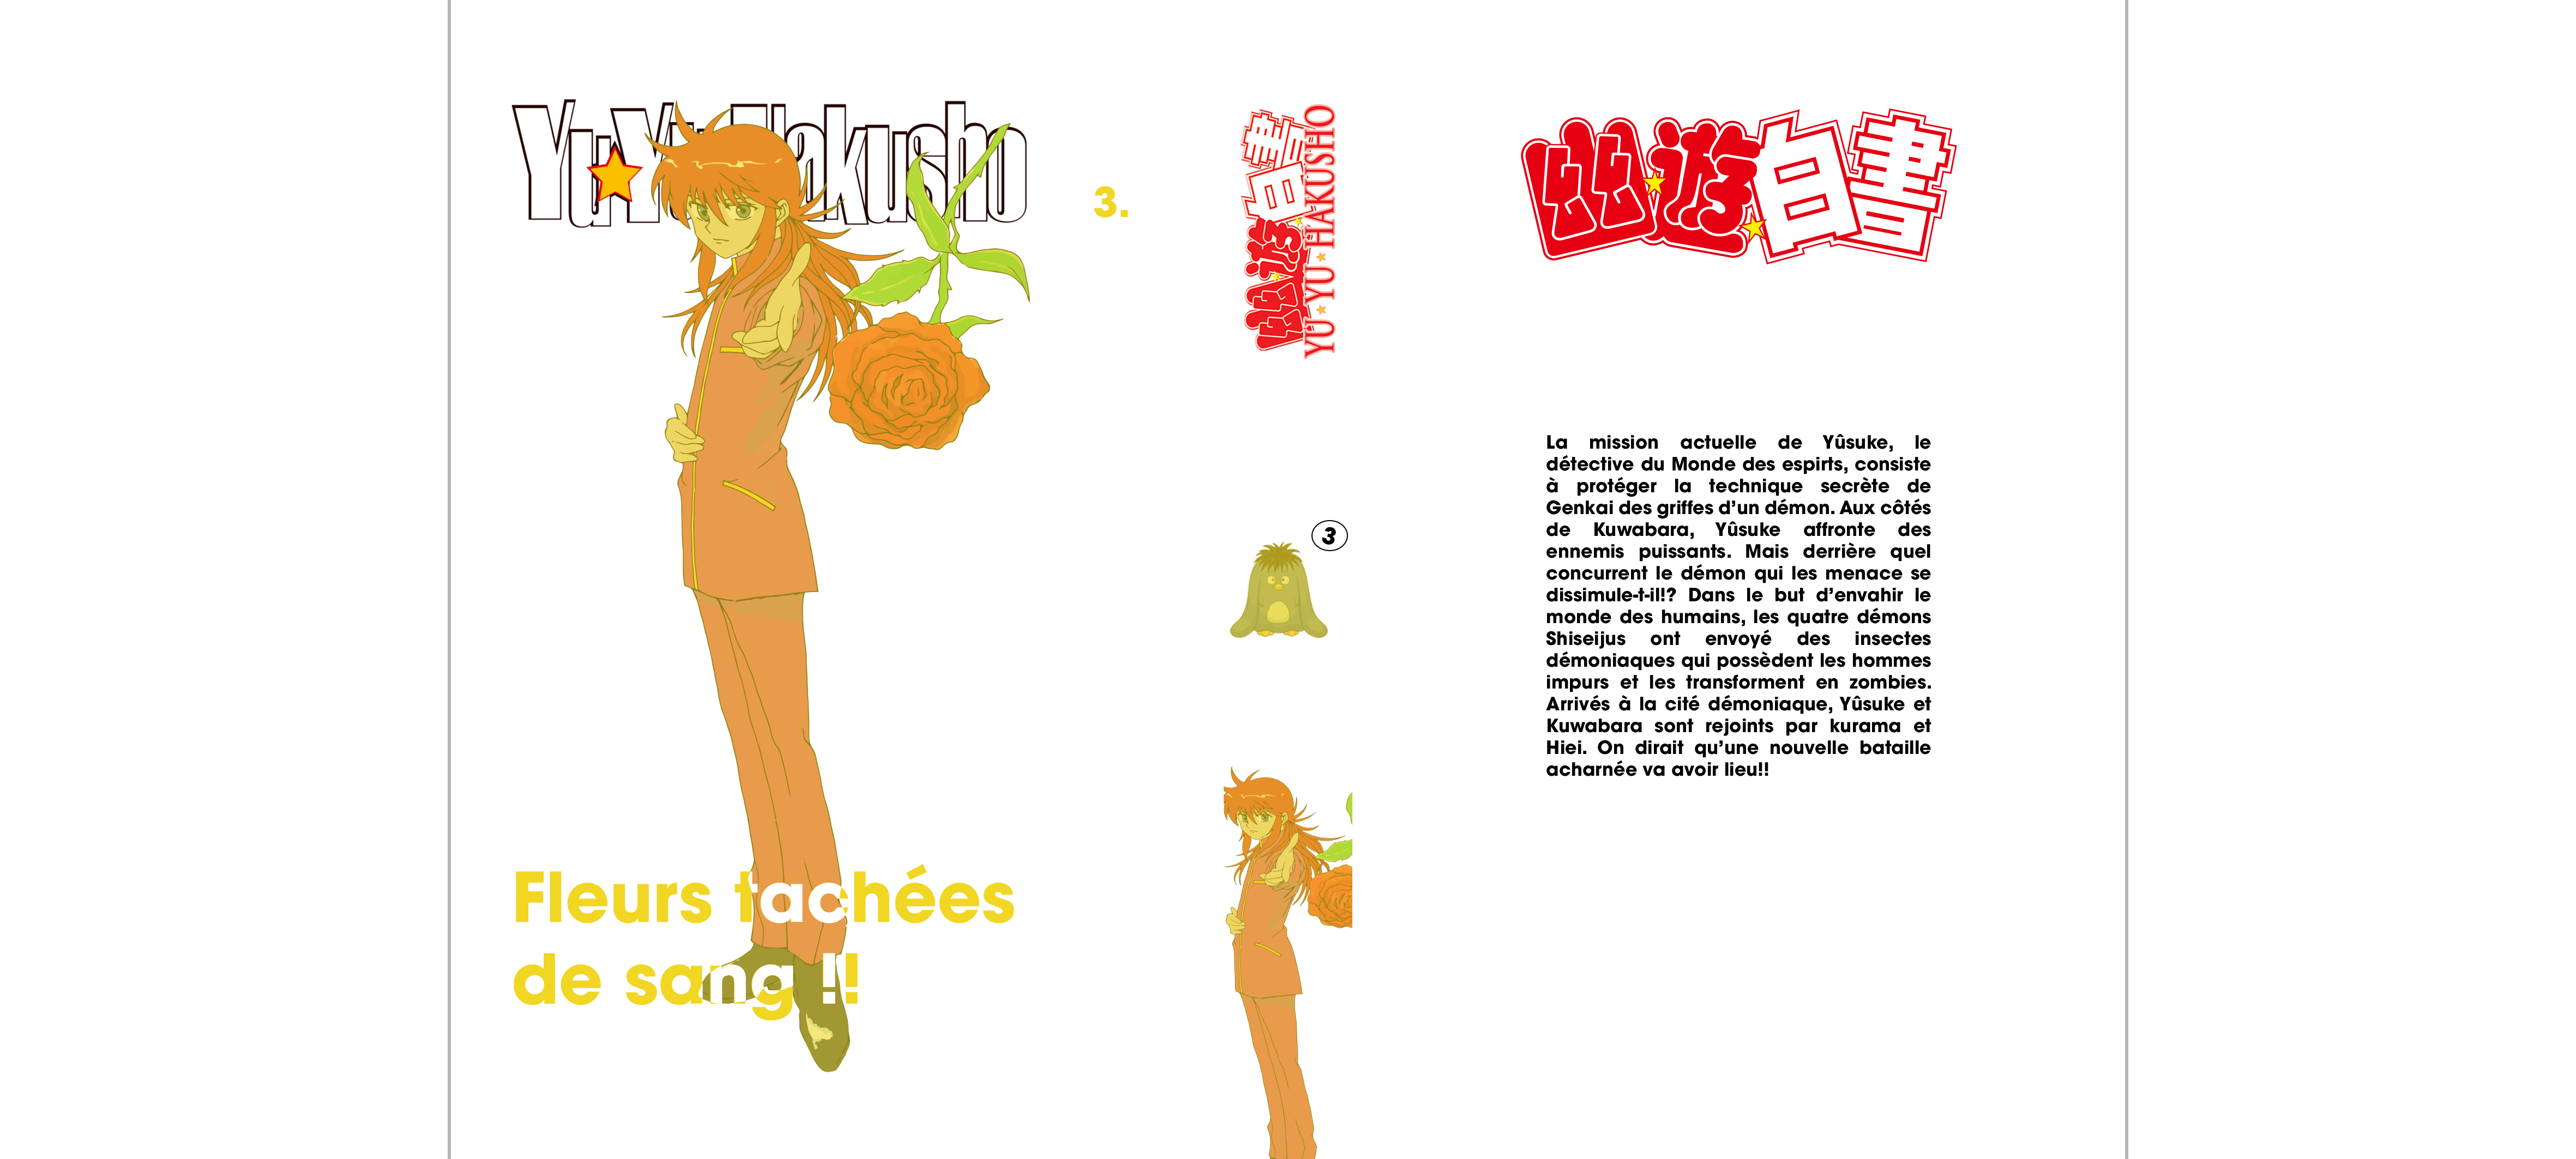 Yu Yu Hakusho
3.
Fleurs tachées
de sang !!
幽遊白書
YU YU HAKUSHO
3
幽遊白書
La mission actuelle de Yûsuke, le
détective du Monde des espirts, consiste
à protéger la technique secrète de
Genkai des griffes d’un démon. Aux côtés
de Kuwabara, Yûsuke affronte des
ennemis puissants. Mais derrière quel
concurrent le démon qui les menace se
dissimule-t-il!? Dans le but d’envahir le
monde des humains, les quatre démons
Shiseijus ont envoyé des insectes
démoniaques qui possèdent les hommes
impurs et les transforment en zombies.
Arrivés à la cité démoniaque, Yûsuke et
Kuwabara sont rejoints par kurama et
Hiei. On dirait qu’une nouvelle bataille
acharnée va avoir lieu!!